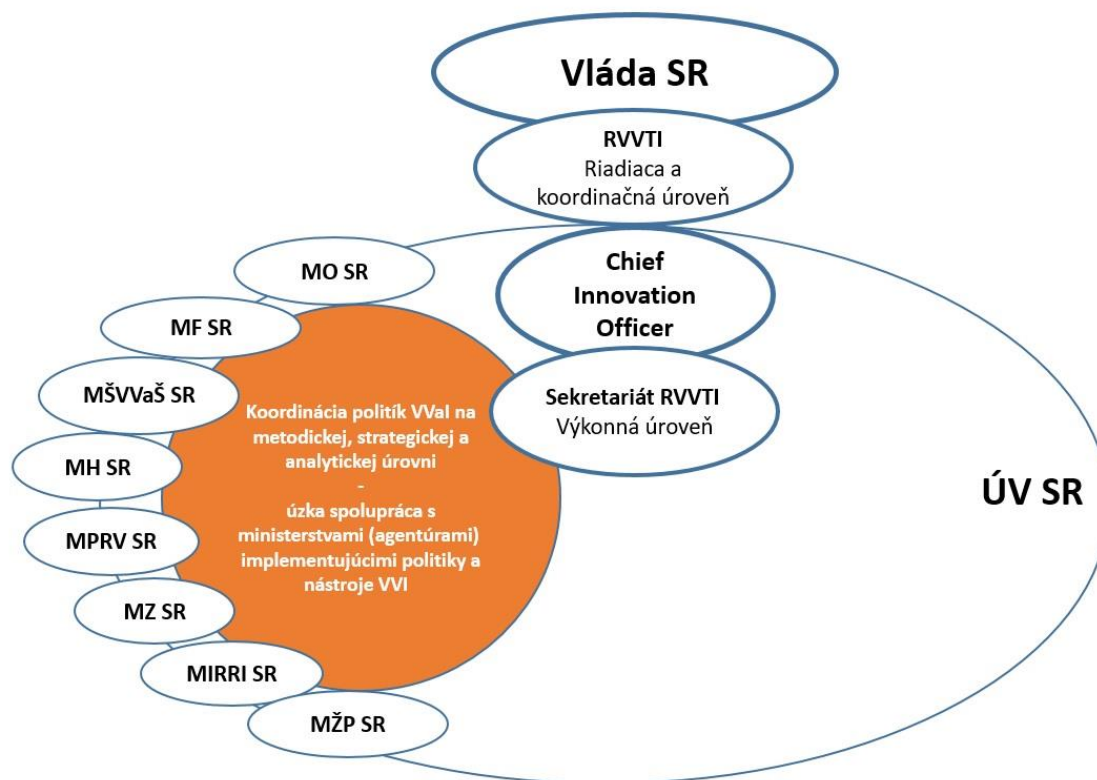 Vláda SR
RVVTI
Riadiaca a
koordinačná úroveň
Chief
Innovation
Officer
Sekretariát RVVTI
Výkonná úroveň
MO SR
MF SR
MŠVVaŠ SR
MH SR
MPRV SR
MZ SR
MIRRI SR
MŽP SR
Koordinácia politík VVaI na
metodickej, strategickej a
analytickej úrovni
-
úzka spolupráca s
ministerstvami (agentúrami)
implementujúcimi politiky a
nástroje VVI
ÚV SR